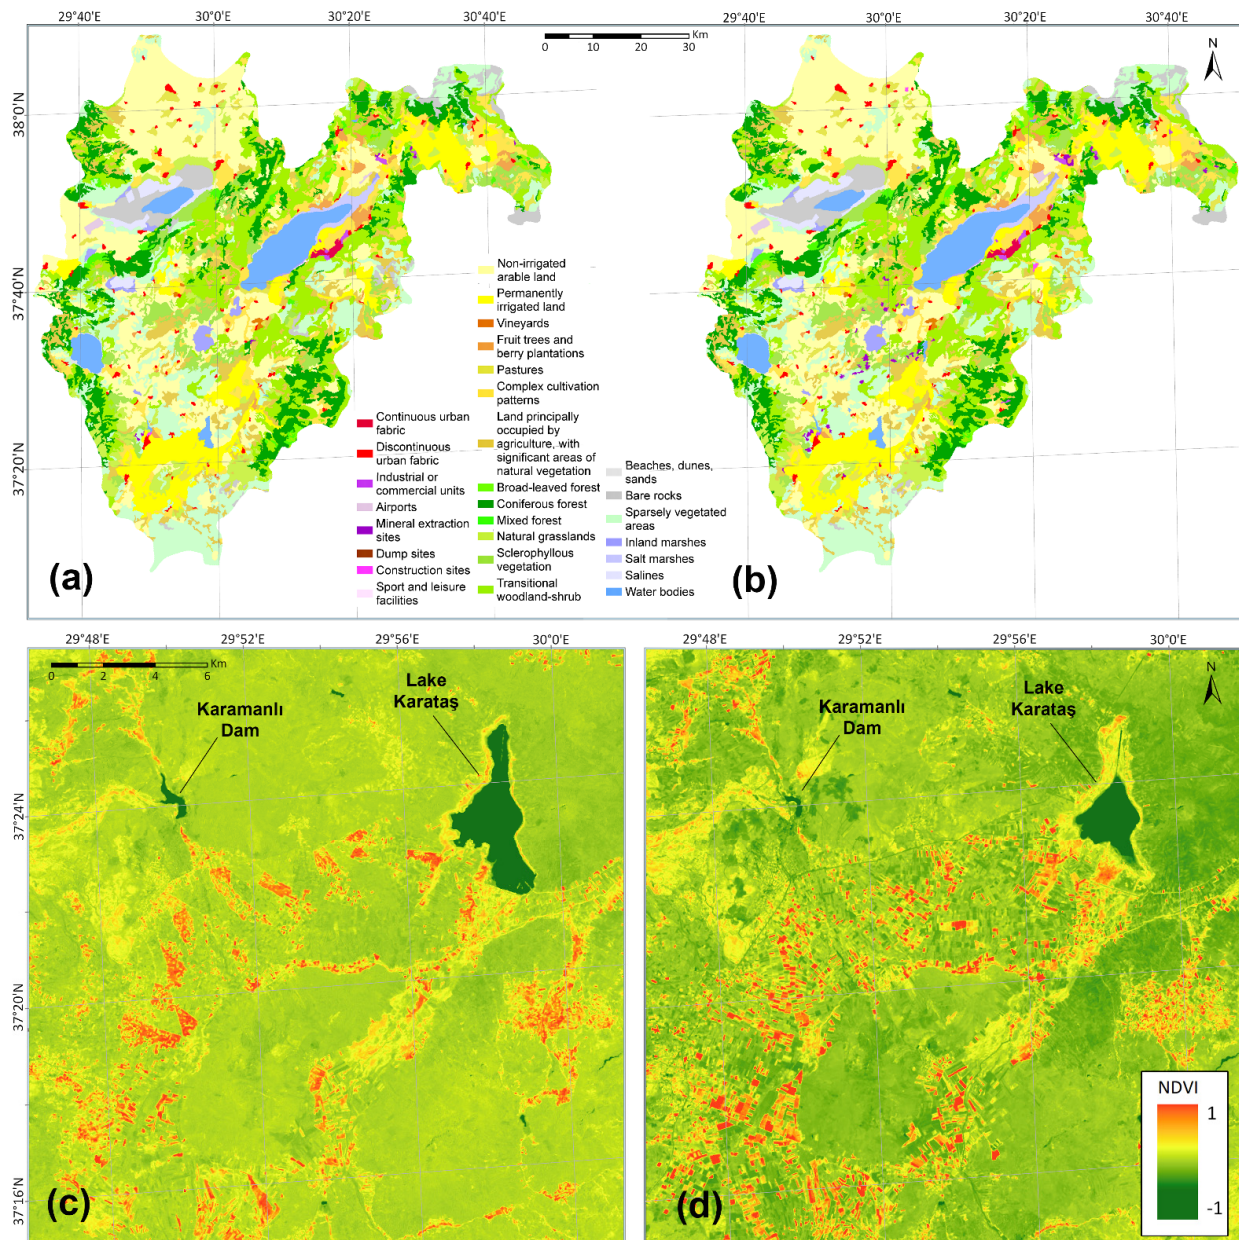 29°40'E
30°0'E
30°20'E
30°40'E
29°40'E
30°0'E
30°20'E
30°40'E
0
10
20
30
Km
N
38°0'N
37°40'N
37°20'N
Non-irrigated
arable land
Permanently
irrigated land
Vineyards
Fruit trees and
berry plantations
Pastures
Complex cultivation
patterns
Land principally
occupied by
agriculture, with
significant areas of
natural vegetation
Broad-leaved forest
Coniferous forest
Mixed forest
Natural grasslands
Sclerophyllous
vegetation
Transitional
woodland-shrub
Continuous urban
fabric
Discontinuous
urban fabric
Industrial or
commercial units
Airports
Mineral extraction
sites
Dump sites
Construction sites
Sport and leisure
facilities
Beaches, dunes,
sands
Bare rocks
Sparsely vegetated
areas
Inland marshes
Salt marshes
Salines
Water bodies
(a)
(b)
29°48'E
29°52'E
29°56'E
30°0'E
29°48'E
29°52'E
29°56'E
30°0'E
0
2
4
6
Km
N
37°24'N
37°20'N
37°16'N
Karamanlı
Dam
Lake
Karataş
Karamanlı
Dam
Lake
Karataş
NDVI
1
-1
(c)
(d)